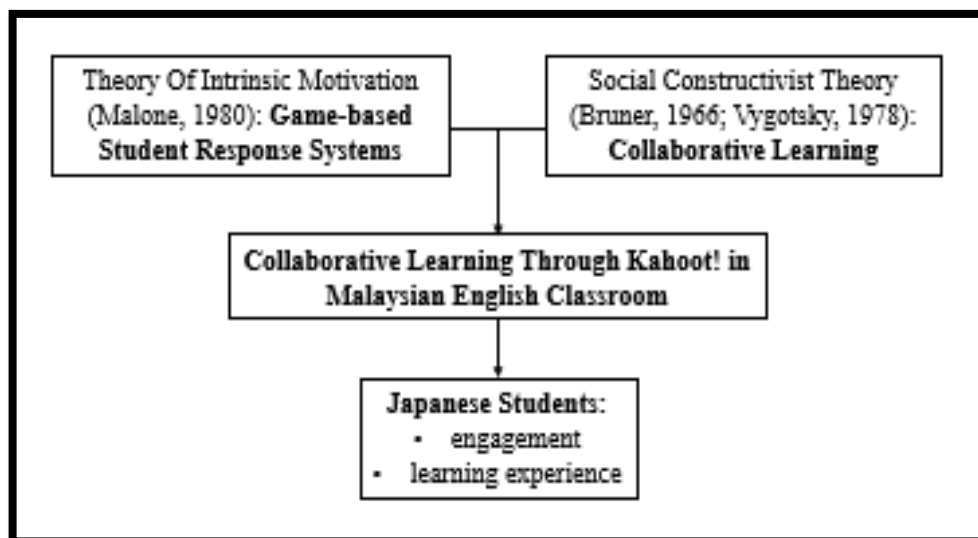 Theory Of Intrinsic Motivation
(Malone, 1980): Game-based
Student Response Systems
Social Constructivist Theory
(Bruner, 1966; Vygotsky, 1978):
Collaborative Learning
Collaborative Learning Through Kahoot! in
Malaysian English Classroom
Japanese Students:
▪ engagement
▪ learning experience